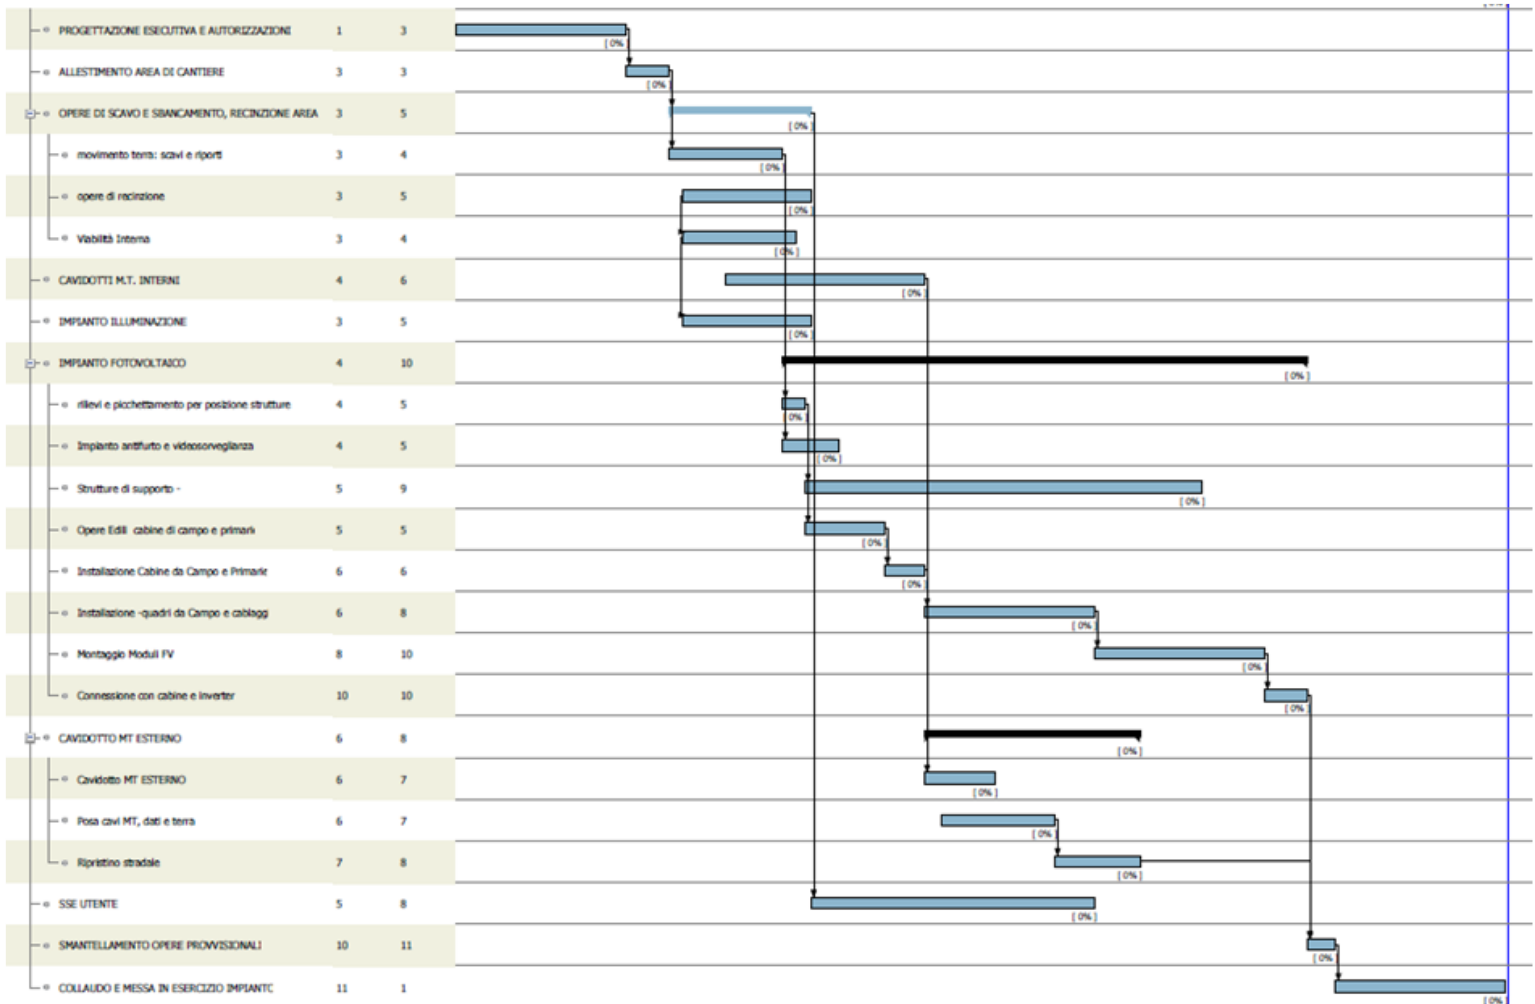 PROGETTAZIONE ESECUTIVA E AUTORIZZAZIONI 1 3
[ 0% ]
ALLESTIMENTO AREA DI CANTIERE 3 3
[ 0% ]
OPERE DI SCAVO E SBANCAMENTO, RECINZIONE AREA 3 5
[ 0% ]
movimento terra: scavi e riporti 3 4
[ 0% ]
opere di recinzione 3 5
[ 0% ]
Viabilità Interna 3 4
[ 0% ]
CAVIDOTTI M.T. INTERNI 4 6
[ 0% ]
IMPIANTO ILLUMINAZIONE 3 5
[ 0% ]
IMPIANTO FOTOVOLTAICO 4 10
[ 0% ]
rilievi e picchettamento per posizione strutture 4 5
[ 0% ]
Impianto antifurto e videosorveglianza 4 5
[ 0% ]
Strutture di supporto - 5 9
[ 0% ]
Opere Edili cabine di campo e primari 5 5
[ 0% ]
Installazione Cabine da Campo e Primarie 6 6
[ 0% ]
Installazione -quadri da Campo e cablagg 6 8
[ 0% ]
Montaggio Moduli FV 8 10
[ 0% ]
Connessione con cabine e inverter 10 10
[ 0% ]
CAVIDOTTO MT ESTERNO 6 8
[ 0% ]
Cavidotto MT ESTERNO 6 7
[ 0% ]
Posa cavi MT, dati e terra 6 7
[ 0% ]
Ripristino stradale 7 8
[ 0% ]
SSE UTENTE 5 8
[ 0% ]
SMANTELLAMENTO OPERE PROVVISIONALI 10 11
[ 0% ]
COLLAUDO E MESSA IN ESERCIZIO IMPIANTO 11 1
[ 0% ]